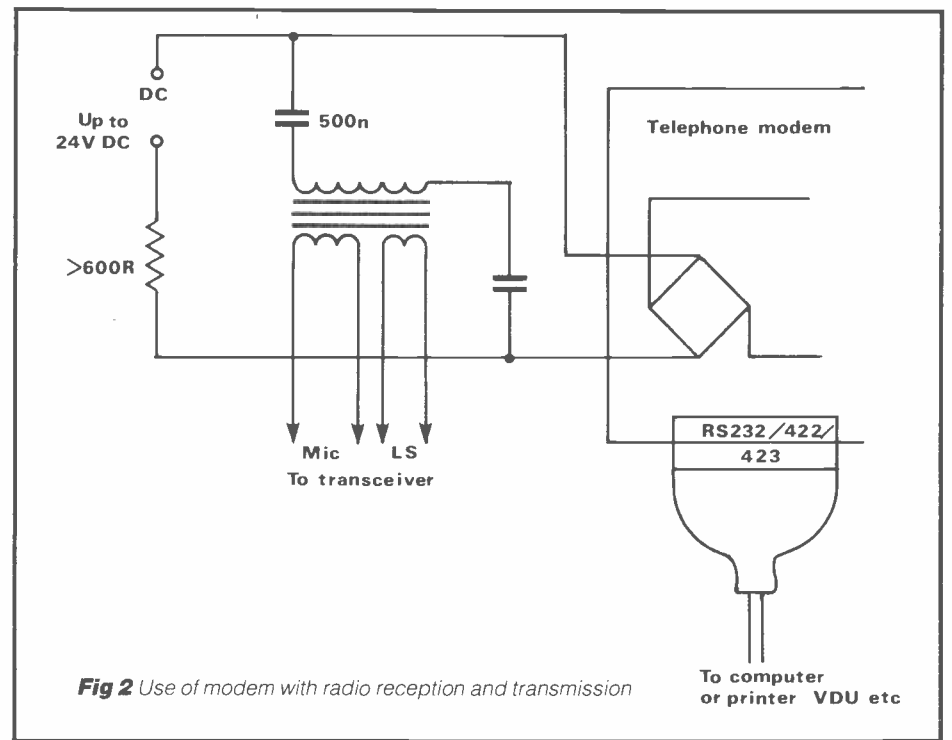 DC
Up to
24V DC
500n
Telephone modem
>600R
Mic
LS
To transceiver
RS232/422/
423
Fig 2 Use of modem with radio reception and transmission
To computer
or printer VDU etc